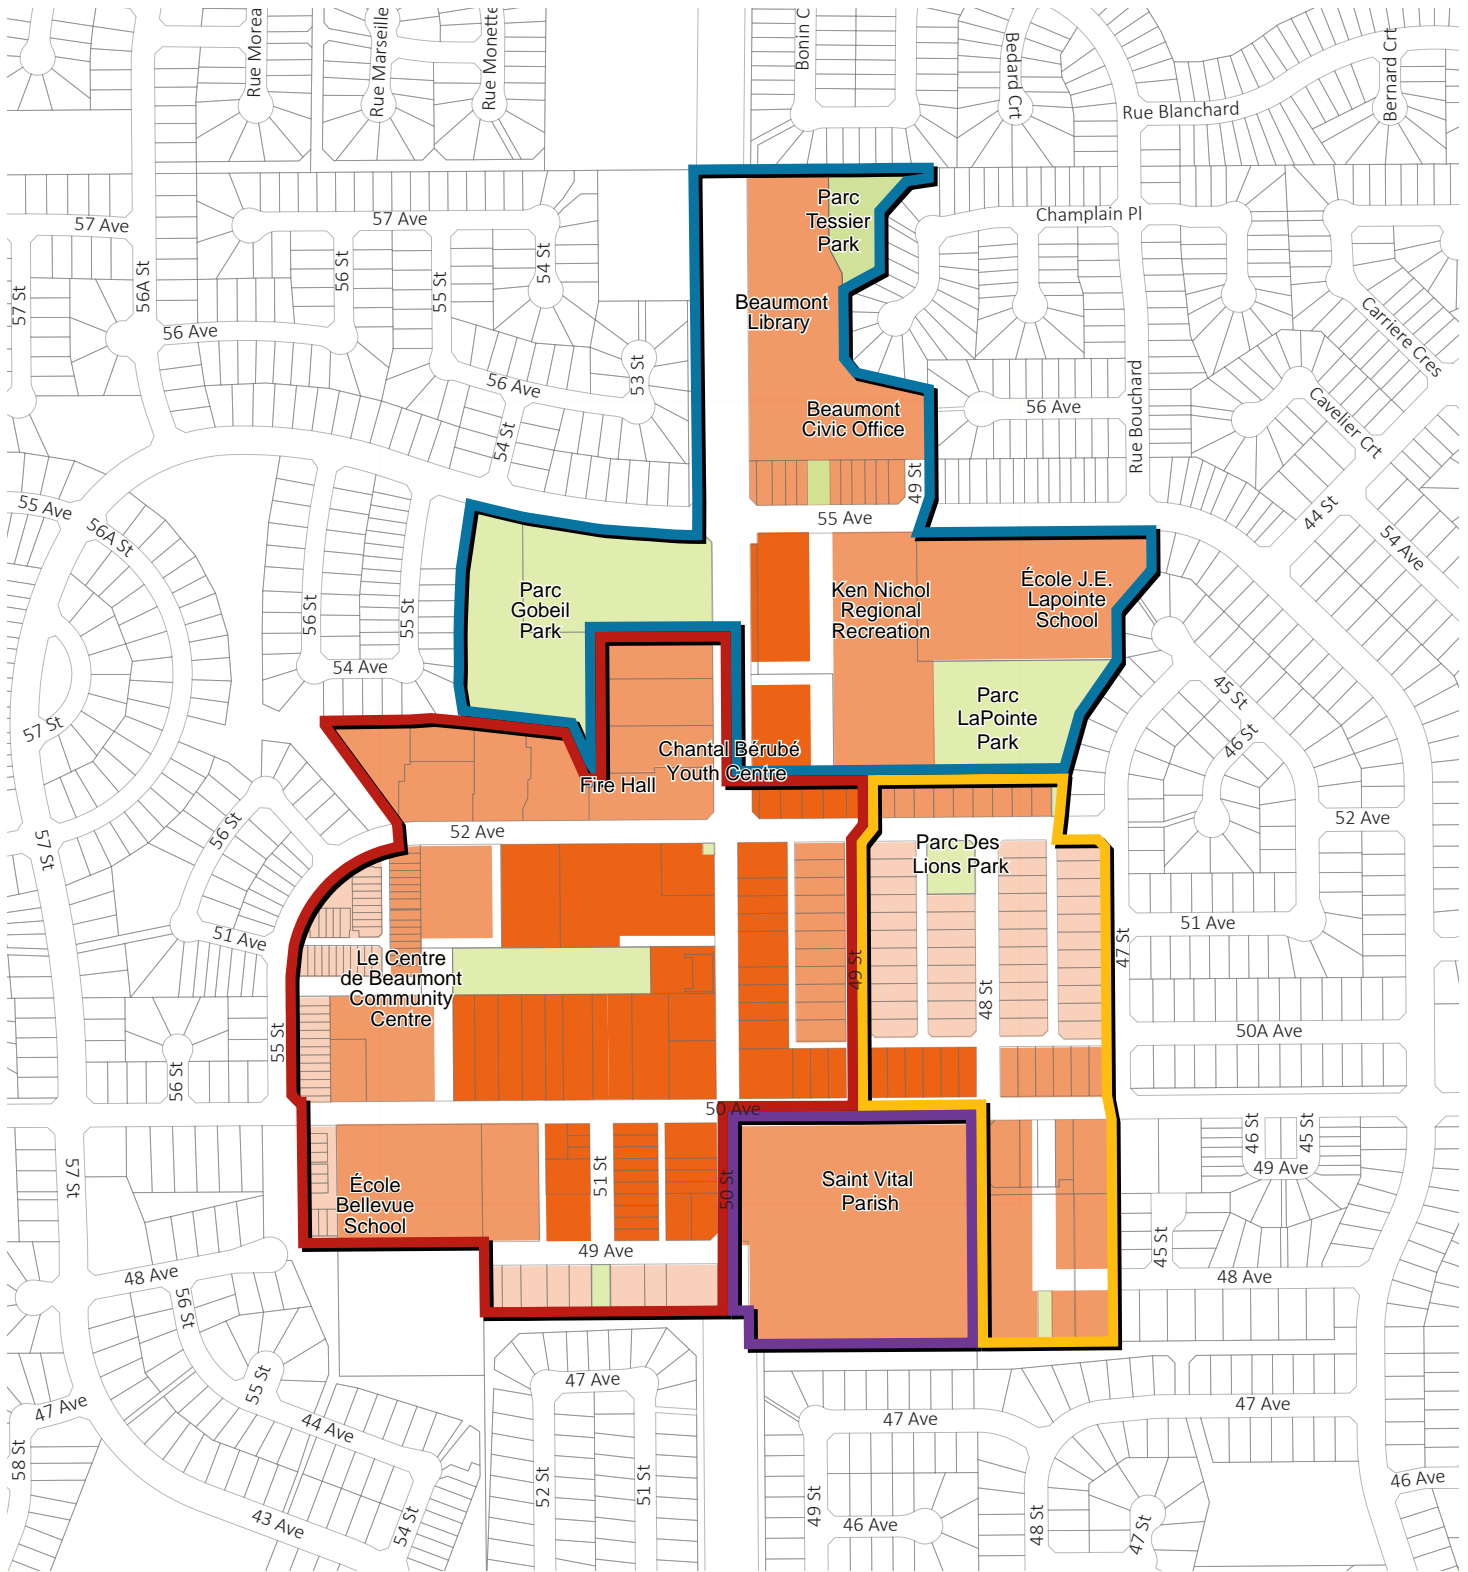 Rue Morea
Rue Marseille
Rue Monette
Bonin C
Bedard Crt
Rue Blanchard
Bernard Crt
57 Ave
57 Ave
Champlain Pl
Parc
Tessier
Park
57 St
56A St
56 St
55 St
54 St
56 Ave
Beaumont
Library
Carriere Cres
56 Ave
53 St
54 St
Beaumont
Civic Office
56 Ave
Rue Bouchard
Cavelier Crt
49 St
55 Ave
55 Ave
56A St
44 St
54 Ave
56 St
55 St
Parc
Gobeil
Park
Ken Nichol
Regional
Recreation
École J.E.
Lapointe
School
54 Ave
57 St
Parc
LaPointe
Park
45 St
46 St
Chantal Bérubé
Youth Centre
Fire Hall
52 Ave
52 Ave
56 St
57 St
Parc Des
Lions Park
51 Ave
51 Ave
47 St
Le Centre
de Beaumont
Community
Centre
49 St
48 St
55 St
56 St
50A Ave
50 Ave
57 St
École
Bellevue
School
51 St
50 St
Saint Vital
Parish
46 St
45 St
49 Ave
49 Ave
45 St
48 Ave
48 Ave
56 St
55 St
47 Ave
47 Ave
47 Ave
47 Ave
44 Ave
58 St
43 Ave
54 St
52 St
51 St
49 St
46 Ave
48 St
47 St
46 Ave